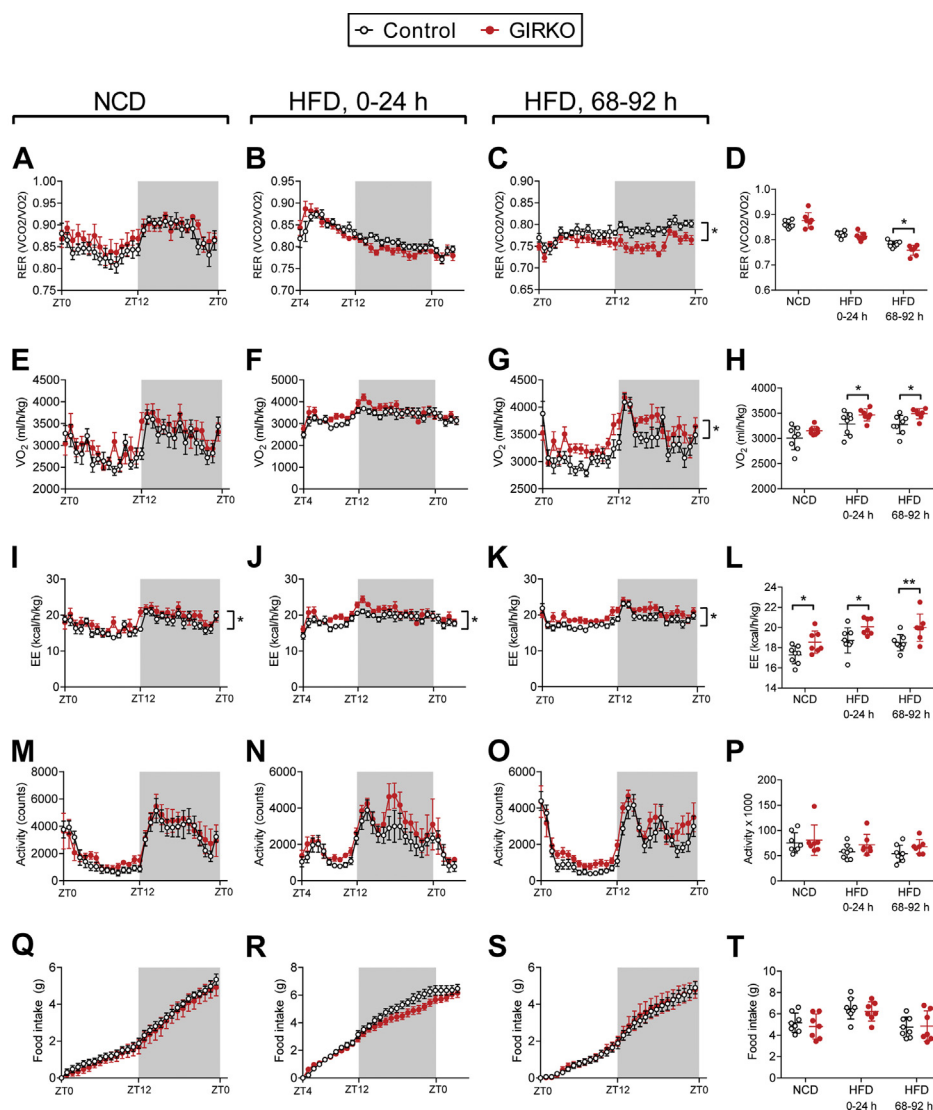 Control GIRKO
NCD HFD, 0-24 h HFD, 68-92 h
A B C D
RER (VCO2/VO2)
1.00
0.95
0.90
0.85
0.80
0.75
ZT0 ZT12 ZT0
RER (VCO2/VO2)
0.95
0.90
0.85
0.80
0.75
0.70
ZT4 ZT12 ZT0
RER (VCO2/VO2)
0.90
0.85
0.80
0.75
0.70
0.65
ZT0 ZT12 ZT0
*
RER (VCO2/VO2)
1.0
0.9
0.8
0.7
0.6
*
NCD HFD HFD
0-24 h 68-92 h
E F G H
VO2 (ml/h/kg)
4500
4000
3500
3000
2500
2000
ZT0 ZT12 ZT0
VO2 (ml/h/kg)
5000
4000
3000
2000
1000
0
ZT4 ZT12 ZT0
VO2 (ml/h/kg)
4500
4000
3500
3000
2500
ZT0 ZT12 ZT0
*
VO2 (ml/h/kg)
4000
3500
3000
2500
2000
* *
NCD HFD HFD
0-24 h 68-92 h
I J K L
EE (kcal/h/kg)
30
20
10
0
ZT0 ZT12 ZT0
*
EE (kcal/h/kg)
30
20
10
0
ZT4 ZT12 ZT0
*
EE (kcal/h/kg)
30
20
10
0
ZT0 ZT12 ZT0
*
EE (kcal/h/kg)
24
22
20
18
16
14
* * **
NCD HFD HFD
0-24 h 68-92 h
M N O P
Activity (counts)
8000
6000
4000
2000
0
ZT0 ZT12 ZT0
Activity (counts)
6000
4000
2000
0
ZT4 ZT12 ZT0
Activity (counts)
6000
4000
2000
0
ZT0 ZT12 ZT0
Activity x 1000
200
150
100
50
0
NCD HFD HFD
0-24 h 68-92 h
Q R S T
Food intake (g)
6
4
2
0
ZT0 ZT12 ZT0
Food intake (g)
8
6
4
2
0
ZT4 ZT12 ZT0
Food intake (g)
6
4
2
0
ZT0 ZT12 ZT0
Food intake (g)
10
8
6
4
2
0
NCD HFD HFD
0-24 h 68-92 h